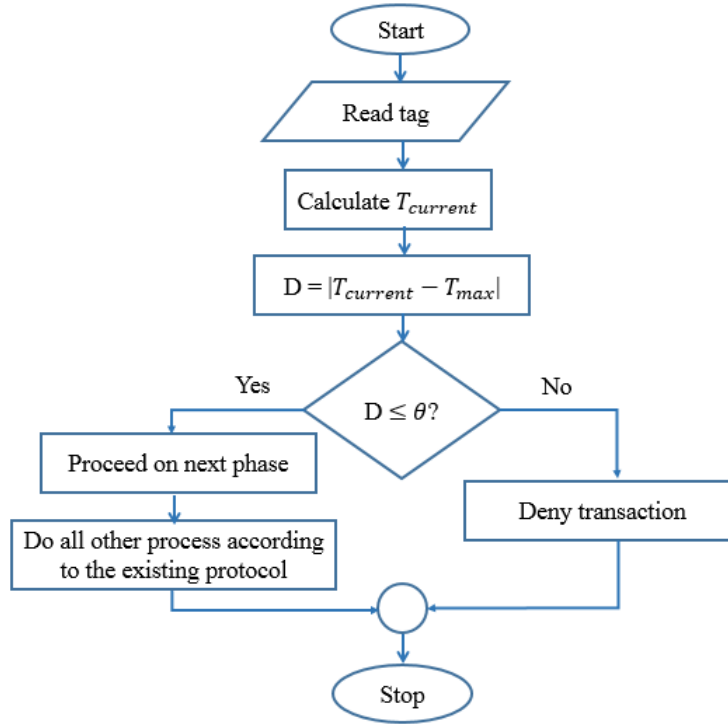 Start
Read tag
Calculate T_current
D = |T_current − T_max|
D ≤ θ?
Yes
No
Proceed on next phase
Do all other process according
to the existing protocol
Deny transaction
Stop